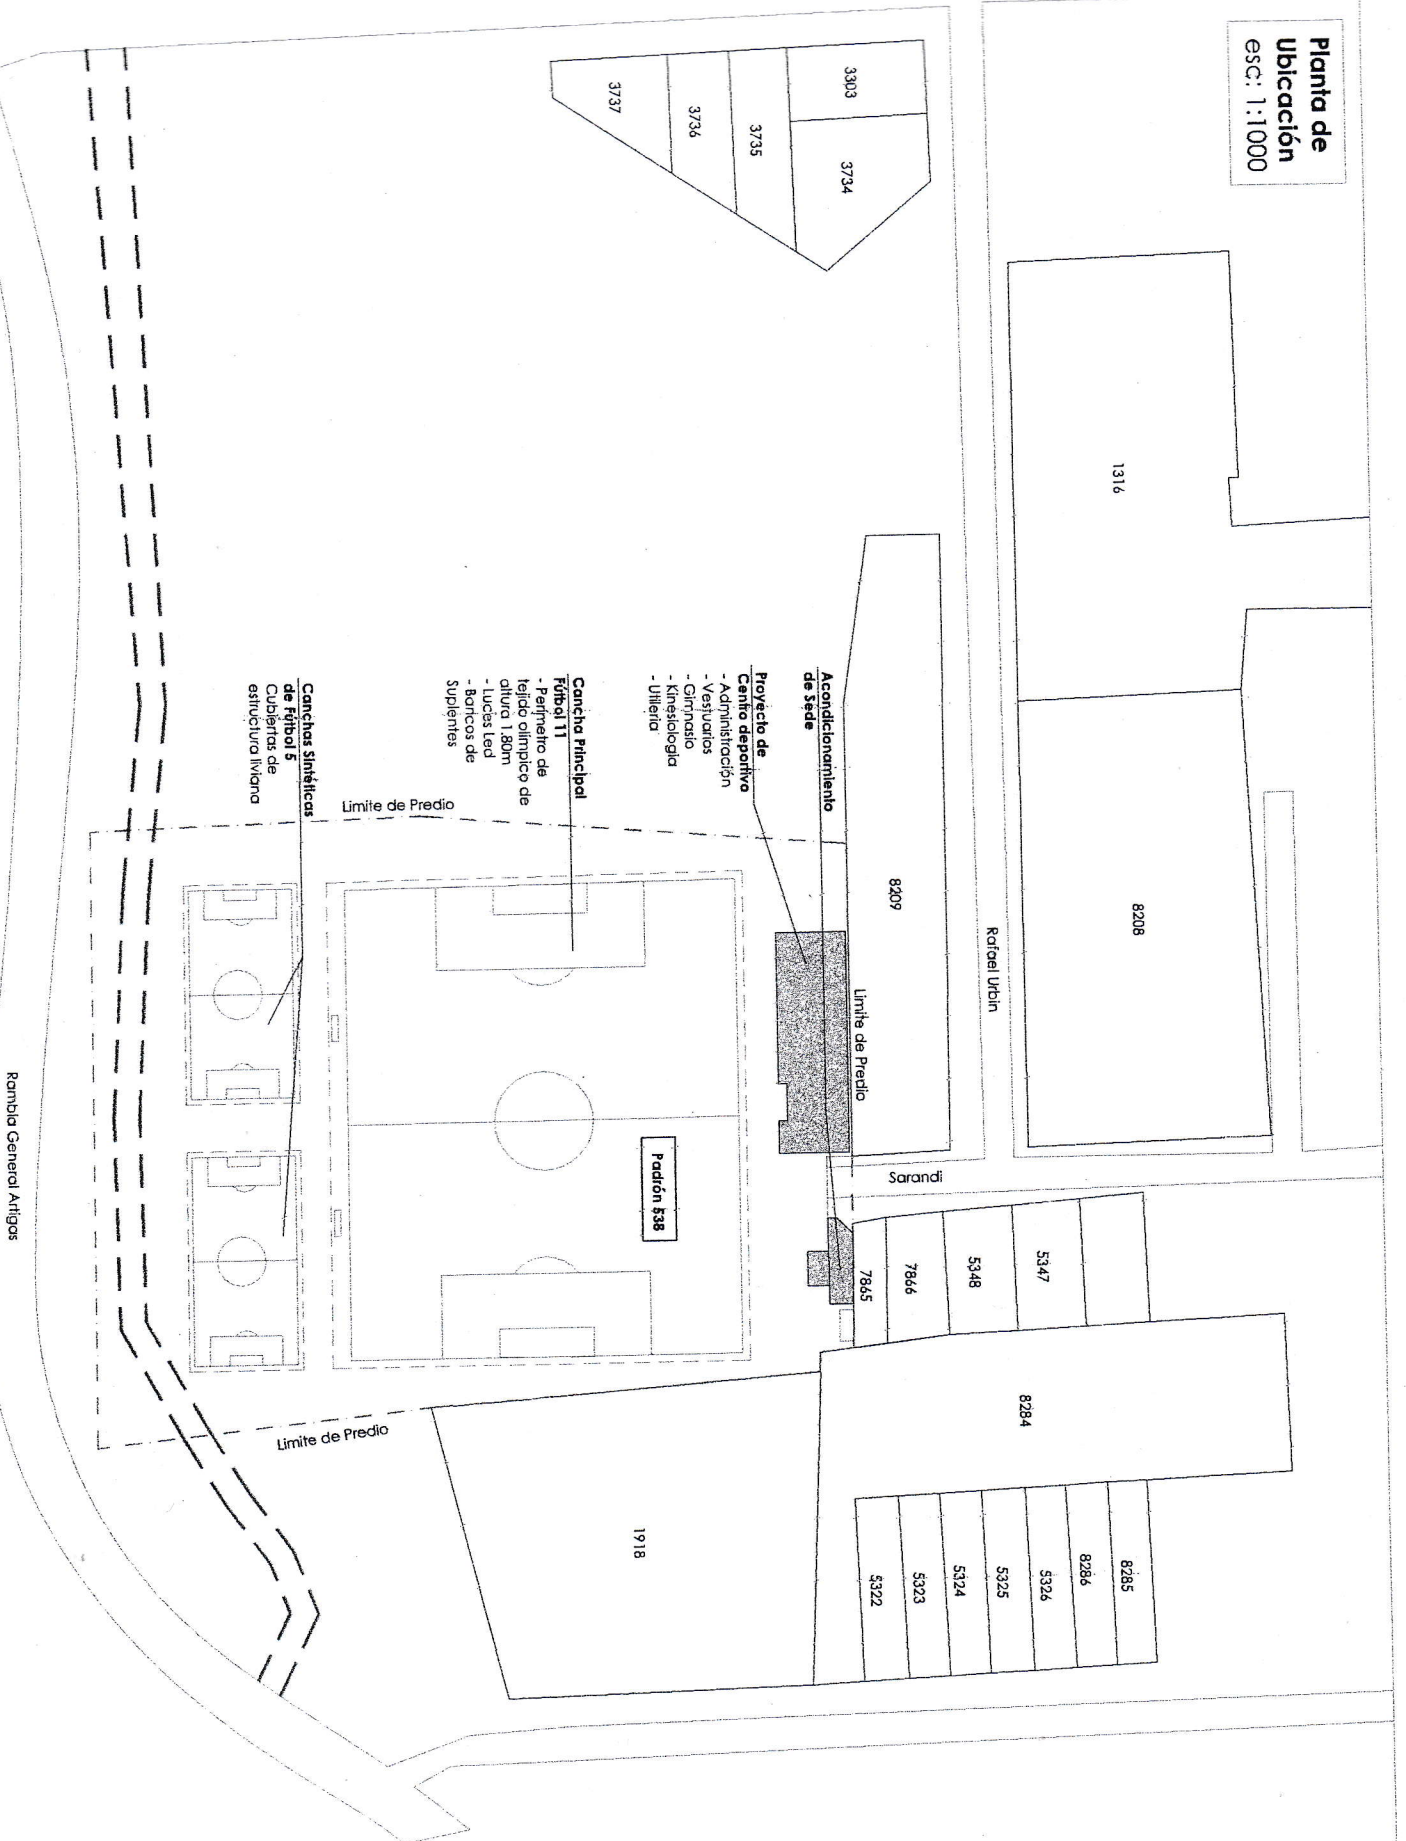 Planta de
Ubicación
esc: 1:1000
3303
3734
3735
3736
3737
1316
8208
Rafael Urbin
8209
Limite de Predio
Sarandi
5347
5348
7866
7865
8284
8285
8286
5326
5325
5324
5323
5322
1918
Acondicionamiento
de Sede
Proyecto de
Centro deportivo
- Administración
- Vestuarios
- Gimnasio
- Kinesiologia
- Utileria
Cancha Principal
Fútbol 11
- Perimetro de
tejido olimpico de
altura 1.80m
- Luces Led
- Bancos de
Suplentes
Canchas Sintéticas
de Fútbol 5
Cubiertas de
estructura liviana
Padrón 538
Limite de Predio
Limite de Predio
Rambla General Artigas